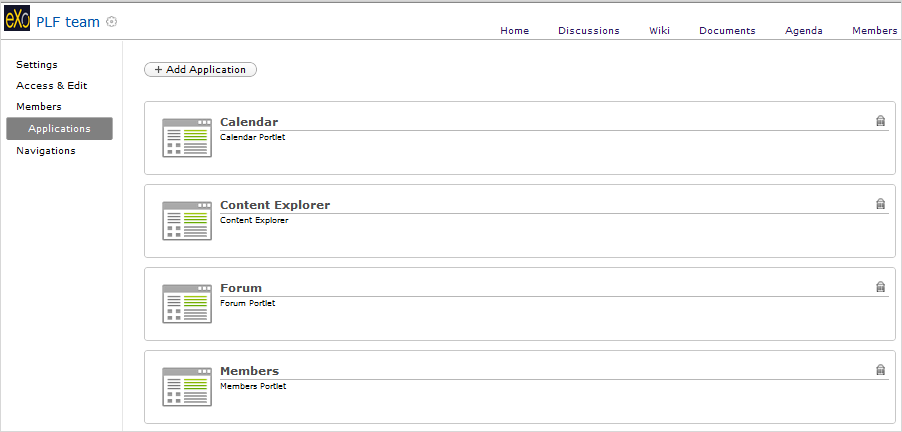 eXo PLF team
Home Discussions Wiki Documents Agenda Members
Settings
Access & Edit
Members
Applications
Navigations
+ Add Application
Calendar
Calendar Portlet
Content Explorer
Content Explorer
Forum
Forum Portlet
Members
Members Portlet